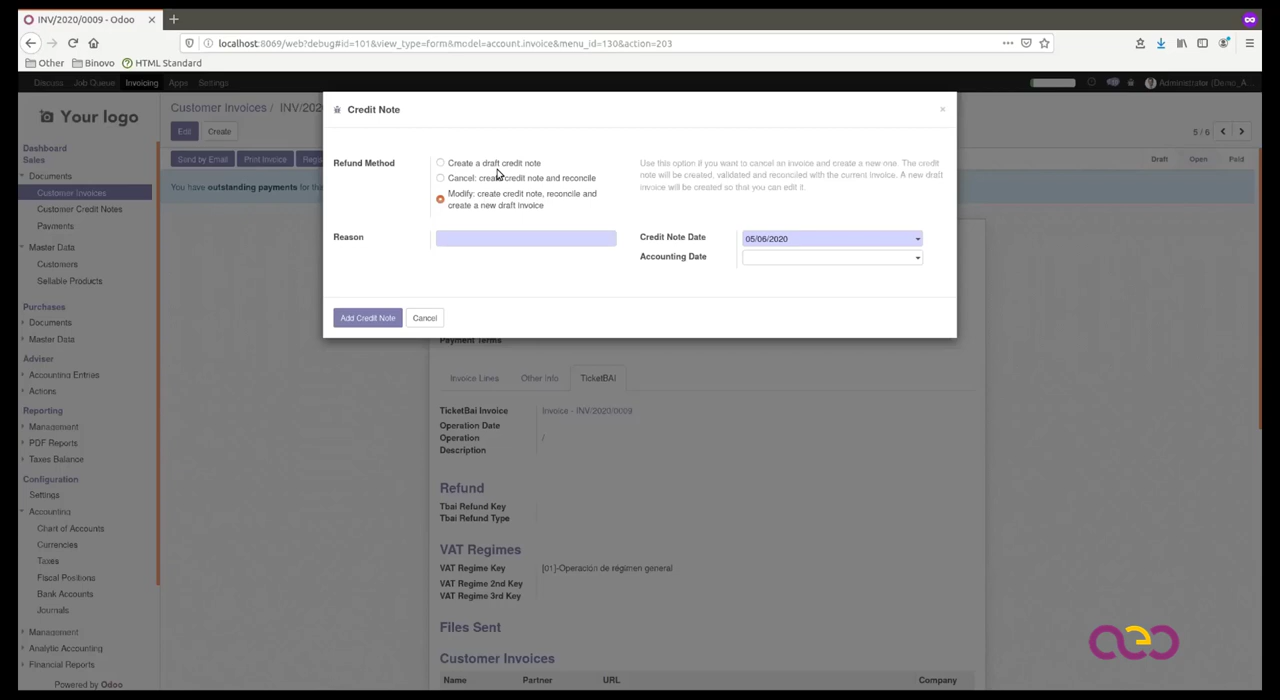 INV/2020/0009 - Odoo
localhost:8069/web?debug#id=101&view_type=form&model=account.invoice&menu_id=130&action=203
Other Binovo HTML Standard
Discuss Job Queue Invoicing Apps Settings
Administrator (Demo_A...
Your logo
Customer Invoices / INV/202
Edit Create
5 / 6
Send by Email Print Invoice Regis
Draft Open Paid
You have outstanding payments for th
Dashboard
Sales
Documents
Customer Invoices
Customer Credit Notes
Payments
Master Data
Customers
Sellable Products
Purchases
Documents
Master Data
Adviser
Accounting Entries
Actions
Reporting
Management
PDF Reports
Taxes Balance
Configuration
Settings
Accounting
Chart of Accounts
Currencies
Taxes
Fiscal Positions
Bank Accounts
Journals
Management
Analytic Accounting
Financial Reports
Powered by Odoo
Credit Note
Refund Method
Create a draft credit note
Cancel: create credit note and reconcile
Modify: create credit note, reconcile and
create a new draft invoice
Use this option if you want to cancel an invoice and create a new one. The credit
note will be created, validated and reconciled with the current invoice. A new draft
invoice will be created so that you can edit it.
Reason
Credit Note Date 05/06/2020
Accounting Date
Add Credit Note Cancel
Payment Terms
Invoice Lines Other Info TicketBAI
TicketBai Invoice Invoice - INV/2020/0009
Operation Date
Operation /
Description
Refund
Tbai Refund Key
Tbai Refund Type
VAT Regimes
VAT Regime Key [01]-Operación de régimen general
VAT Regime 2nd Key
VAT Regime 3rd Key
Files Sent
Customer Invoices
Name Partner URL Company